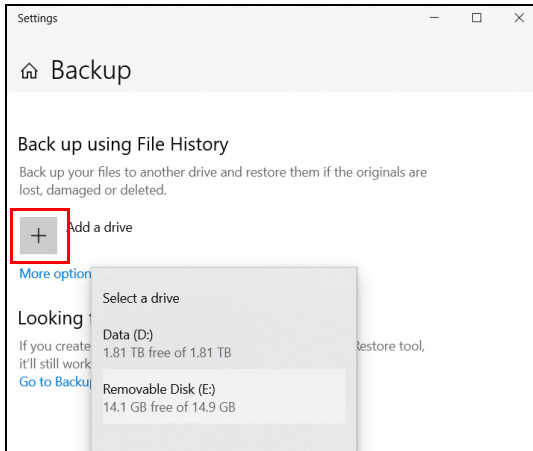 Settings
Backup
Back up using File History
Back up your files to another drive and restore them if the originals are
lost, damaged or deleted.
Add a drive
More option
Select a drive
Looking
Data (D:)
If you create
Restore tool,
1.81 TB free of 1.81 TB
it'll still work
Go to Backu
Removable Disk (E:)
14.1 GB free of 14.9 GB